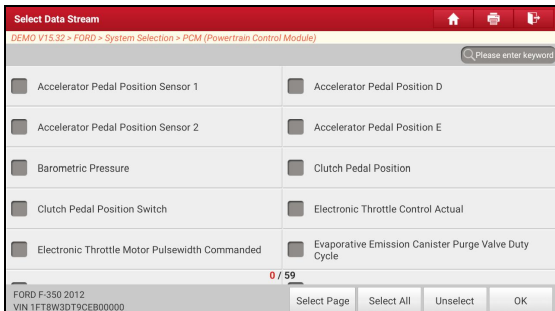 Select Data Stream
DEMO V15.32 > FORD > System Selection > PCM (Powertrain Control Module)
Please enter keyword
Accelerator Pedal Position Sensor 1
Accelerator Pedal Position D
Accelerator Pedal Position Sensor 2
Accelerator Pedal Position E
Barometric Pressure
Clutch Pedal Position
Clutch Pedal Position Switch
Electronic Throttle Control Actual
Electronic Throttle Motor Pulsewidth Commanded
Evaporative Emission Canister Purge Valve Duty
Cycle
0 / 59
FORD F-350 2012
VIN 1FT8W3DT9CEB00000
Select Page
Select All
Unselect
OK